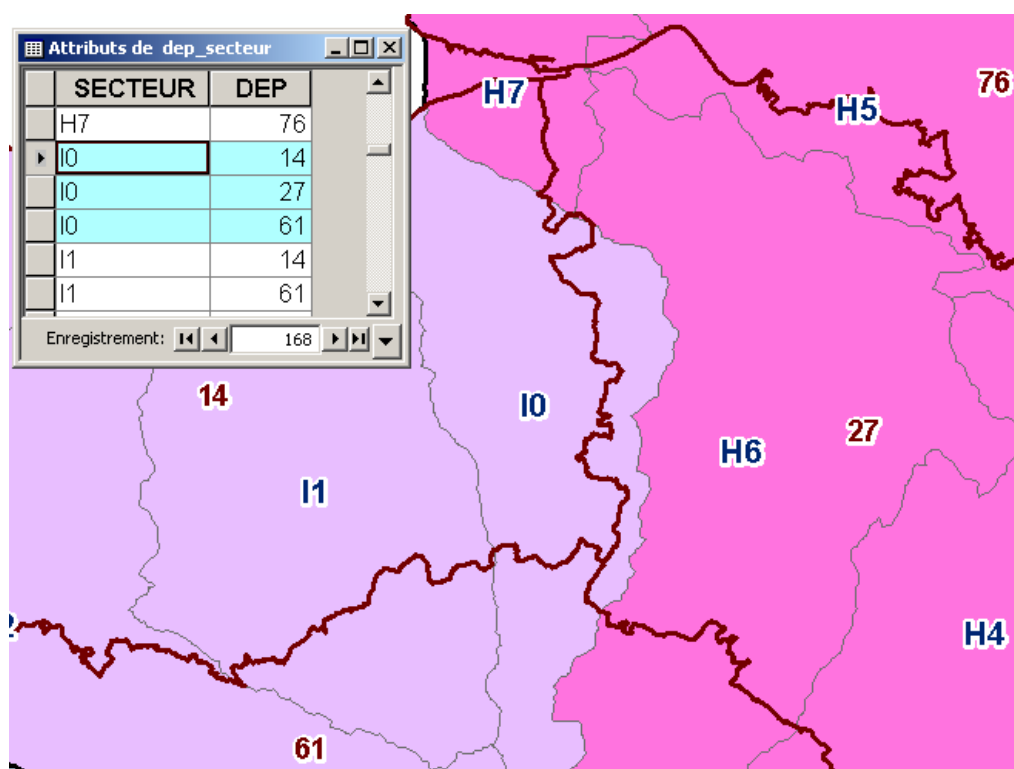 Attributs de dep_secteur
SECTEUR DEP
H7 76
I0 14
I0 27
I0 61
I1 14
I1 61
Enregistrement: 168
H7
76
H5
14
I0
27
H6
I1
2
H4
61